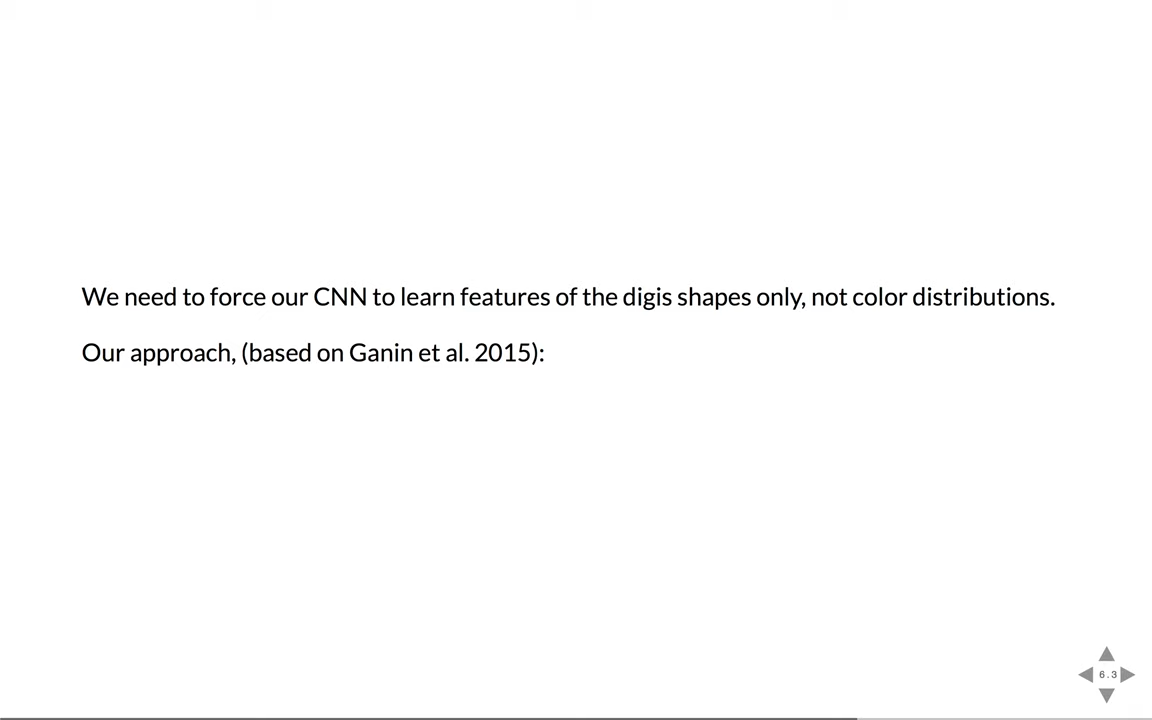 We need to force our CNN to learn features of the digis shapes only, not color distributions.
Our approach, (based on Ganin et al. 2015):
6.3